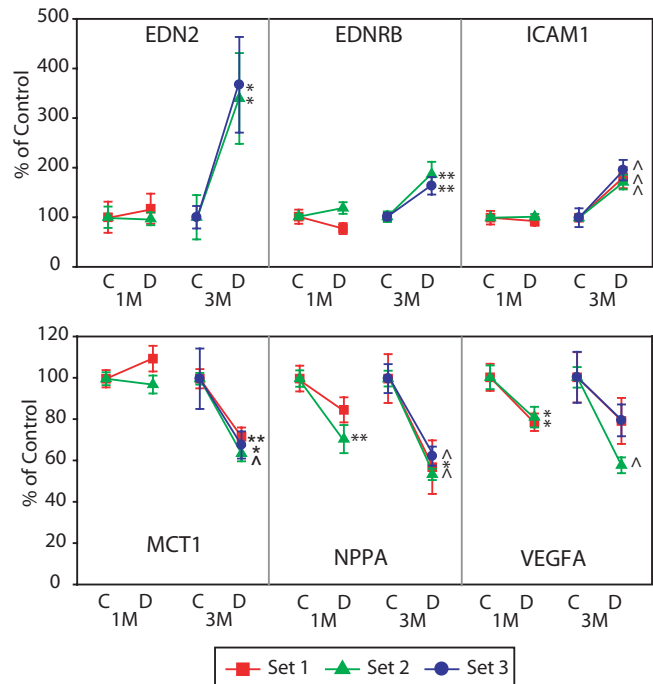 EDN2 EDNRB ICAM1
% of Control
500
400
300
200
100
0
* * ** ** ^ ^ ^
C D C D C D C D C D C D
1M 3M 1M 3M 1M 3M
% of Control
120
100
80
60
40
20
0
** * ^ ** ^ * ^ * * ^
MCT1 NPPA VEGFA
C D C D C D C D C D C D
1M 3M 1M 3M 1M 3M
Set 1 Set 2 Set 3